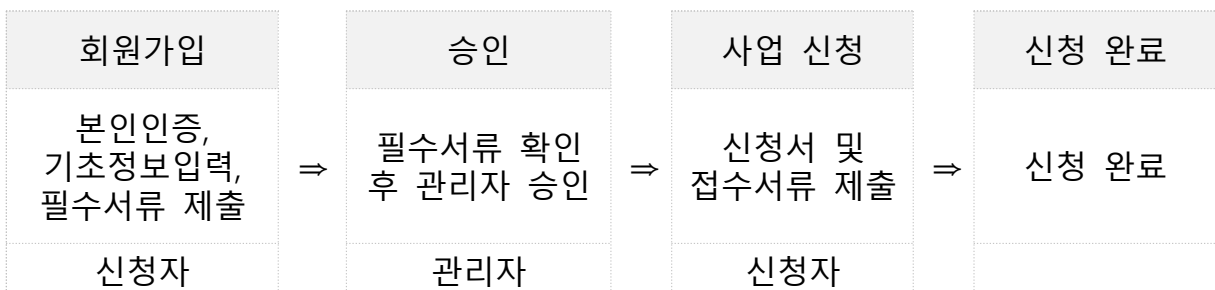 회원가입 승인 사업 신청 신청 완료
본인인증,
기초정보입력,
필수서류 제출
⇒
필수서류 확인
후 관리자 승인
⇒
신청서 및
접수서류 제출
⇒
신청 완료
신청자 관리자 신청자